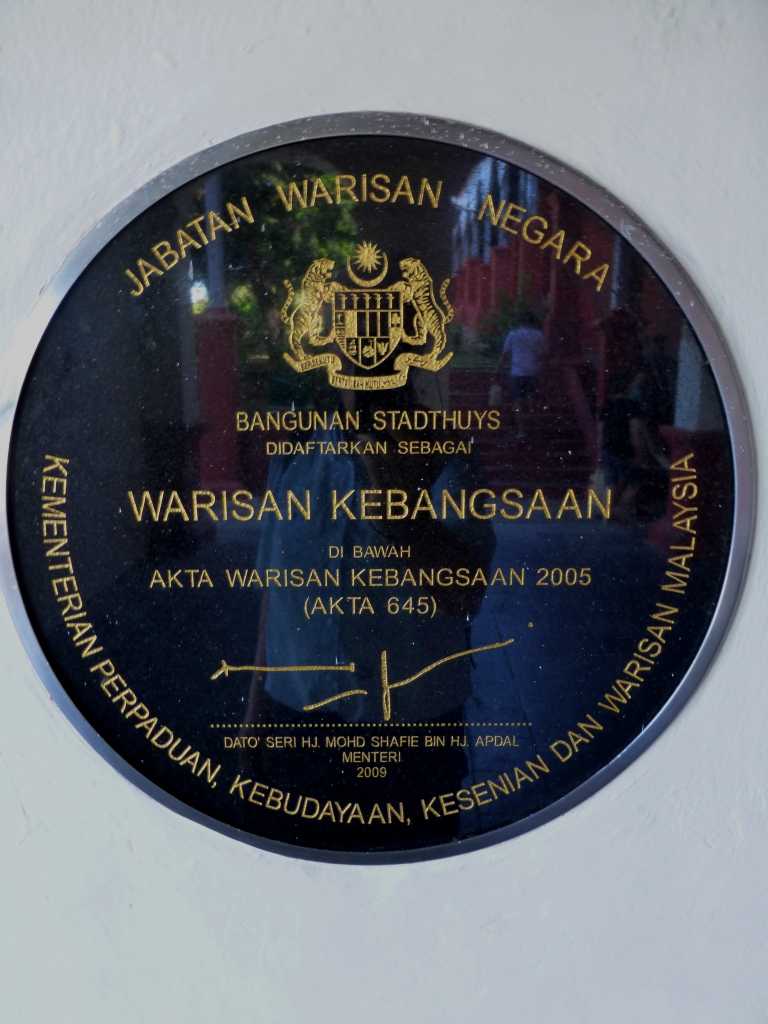 JABATAN WARISAN NEGARA
BANGUNAN STADTHUYS
DIDAFTARKAN SEBAGAI
WARISAN KEBANGSAAN
DI BAWAH
AKTA WARISAN KEBANGSAAN 2005
(AKTA 645)
DATO' SERI HJ. MOHD SHAFIE BIN HJ. APDAL
MENTERI
2009
KEMENTERIAN PERPADUAN, KEBUDAYAAN, KESENIAN DAN WARISAN MALAYSIA